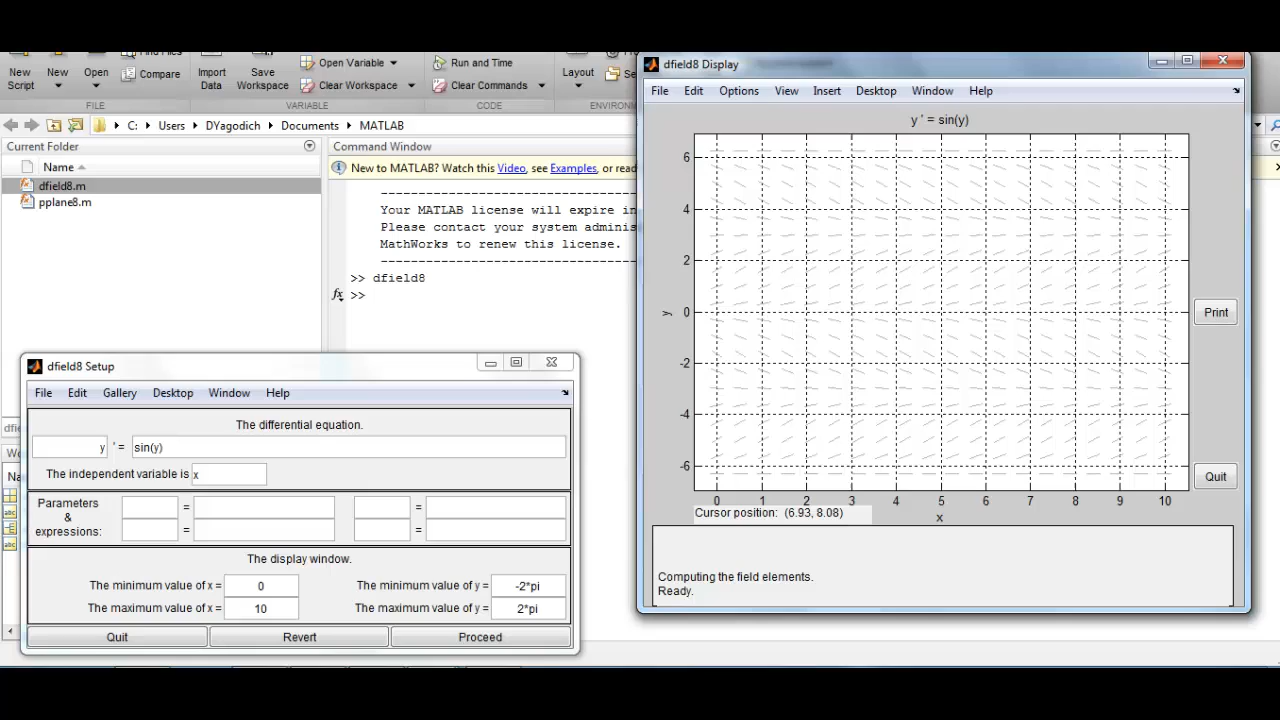 Find Files
New Script
New
Open
Compare
Import Data
Save Workspace
Open Variable
Clear Workspace
Run and Time
Clear Commands
Layout
FILE
VARIABLE
CODE
C: Users DYagodich Documents MATLAB
Current Folder
Name
dfield8.m
pplane8.m
Command Window
New to MATLAB? Watch this Video, see Examples, or read
----------------------------------
Your MATLAB license will expire in
Please contact your system adminis
MathWorks to renew this license.
----------------------------------
>> dfield8
fx >>
dfield8 Setup
File Edit Gallery Desktop Window Help
The differential equation.
y ' = sin(y)
The independent variable is x
Parameters & expressions:
= =
= =
The display window.
The minimum value of x = 0 The minimum value of y = -2*pi
The maximum value of x = 10 The maximum value of y = 2*pi
Quit Revert Proceed
dfield8 Display
File Edit Options View Insert Desktop Window Help
y ' = sin(y)
6
4
2
0
-2
-4
-6
y
0 1 2 3 4 5 6 7 8 9 10
x
Cursor position: (6.93, 8.08)
Print
Quit
Computing the field elements.
Ready.